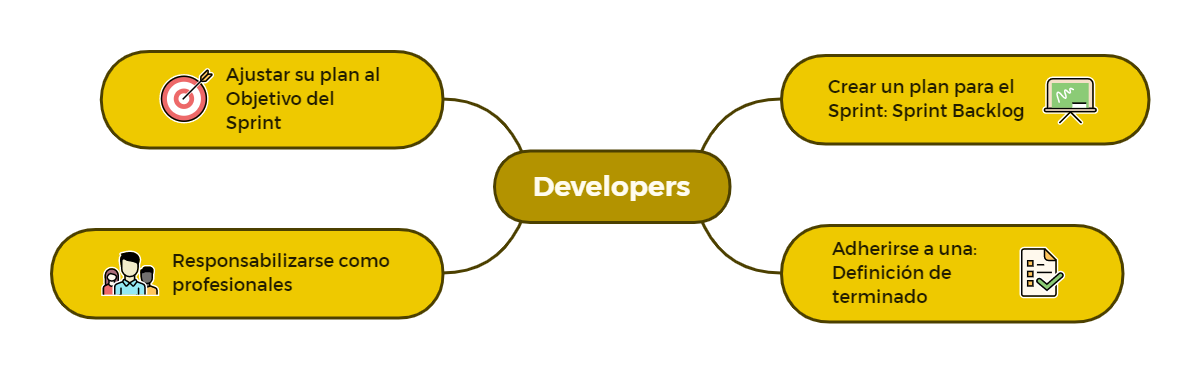 Ajustar su plan al
Objetivo del
Sprint
Crear un plan para el
Sprint: Sprint Backlog
Developers
Responsabilizarse como
profesionales
Adherirse a una:
Definición de
terminado